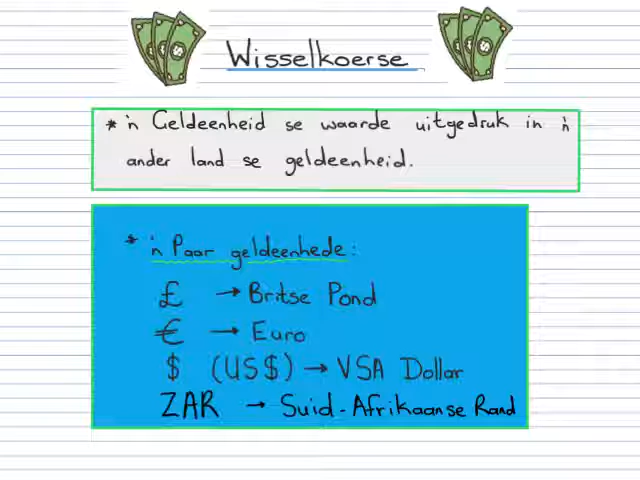 Wisselkoerse
* 'n Geldeenheid se waarde uitgedruk in 'n
ander land se geldeenheid.
* 'n Paar geldeenhede:
£ → Britse Pond
€ → Euro
$ (US$) → VSA Dollar
ZAR → Suid-Afrikaanse Rand